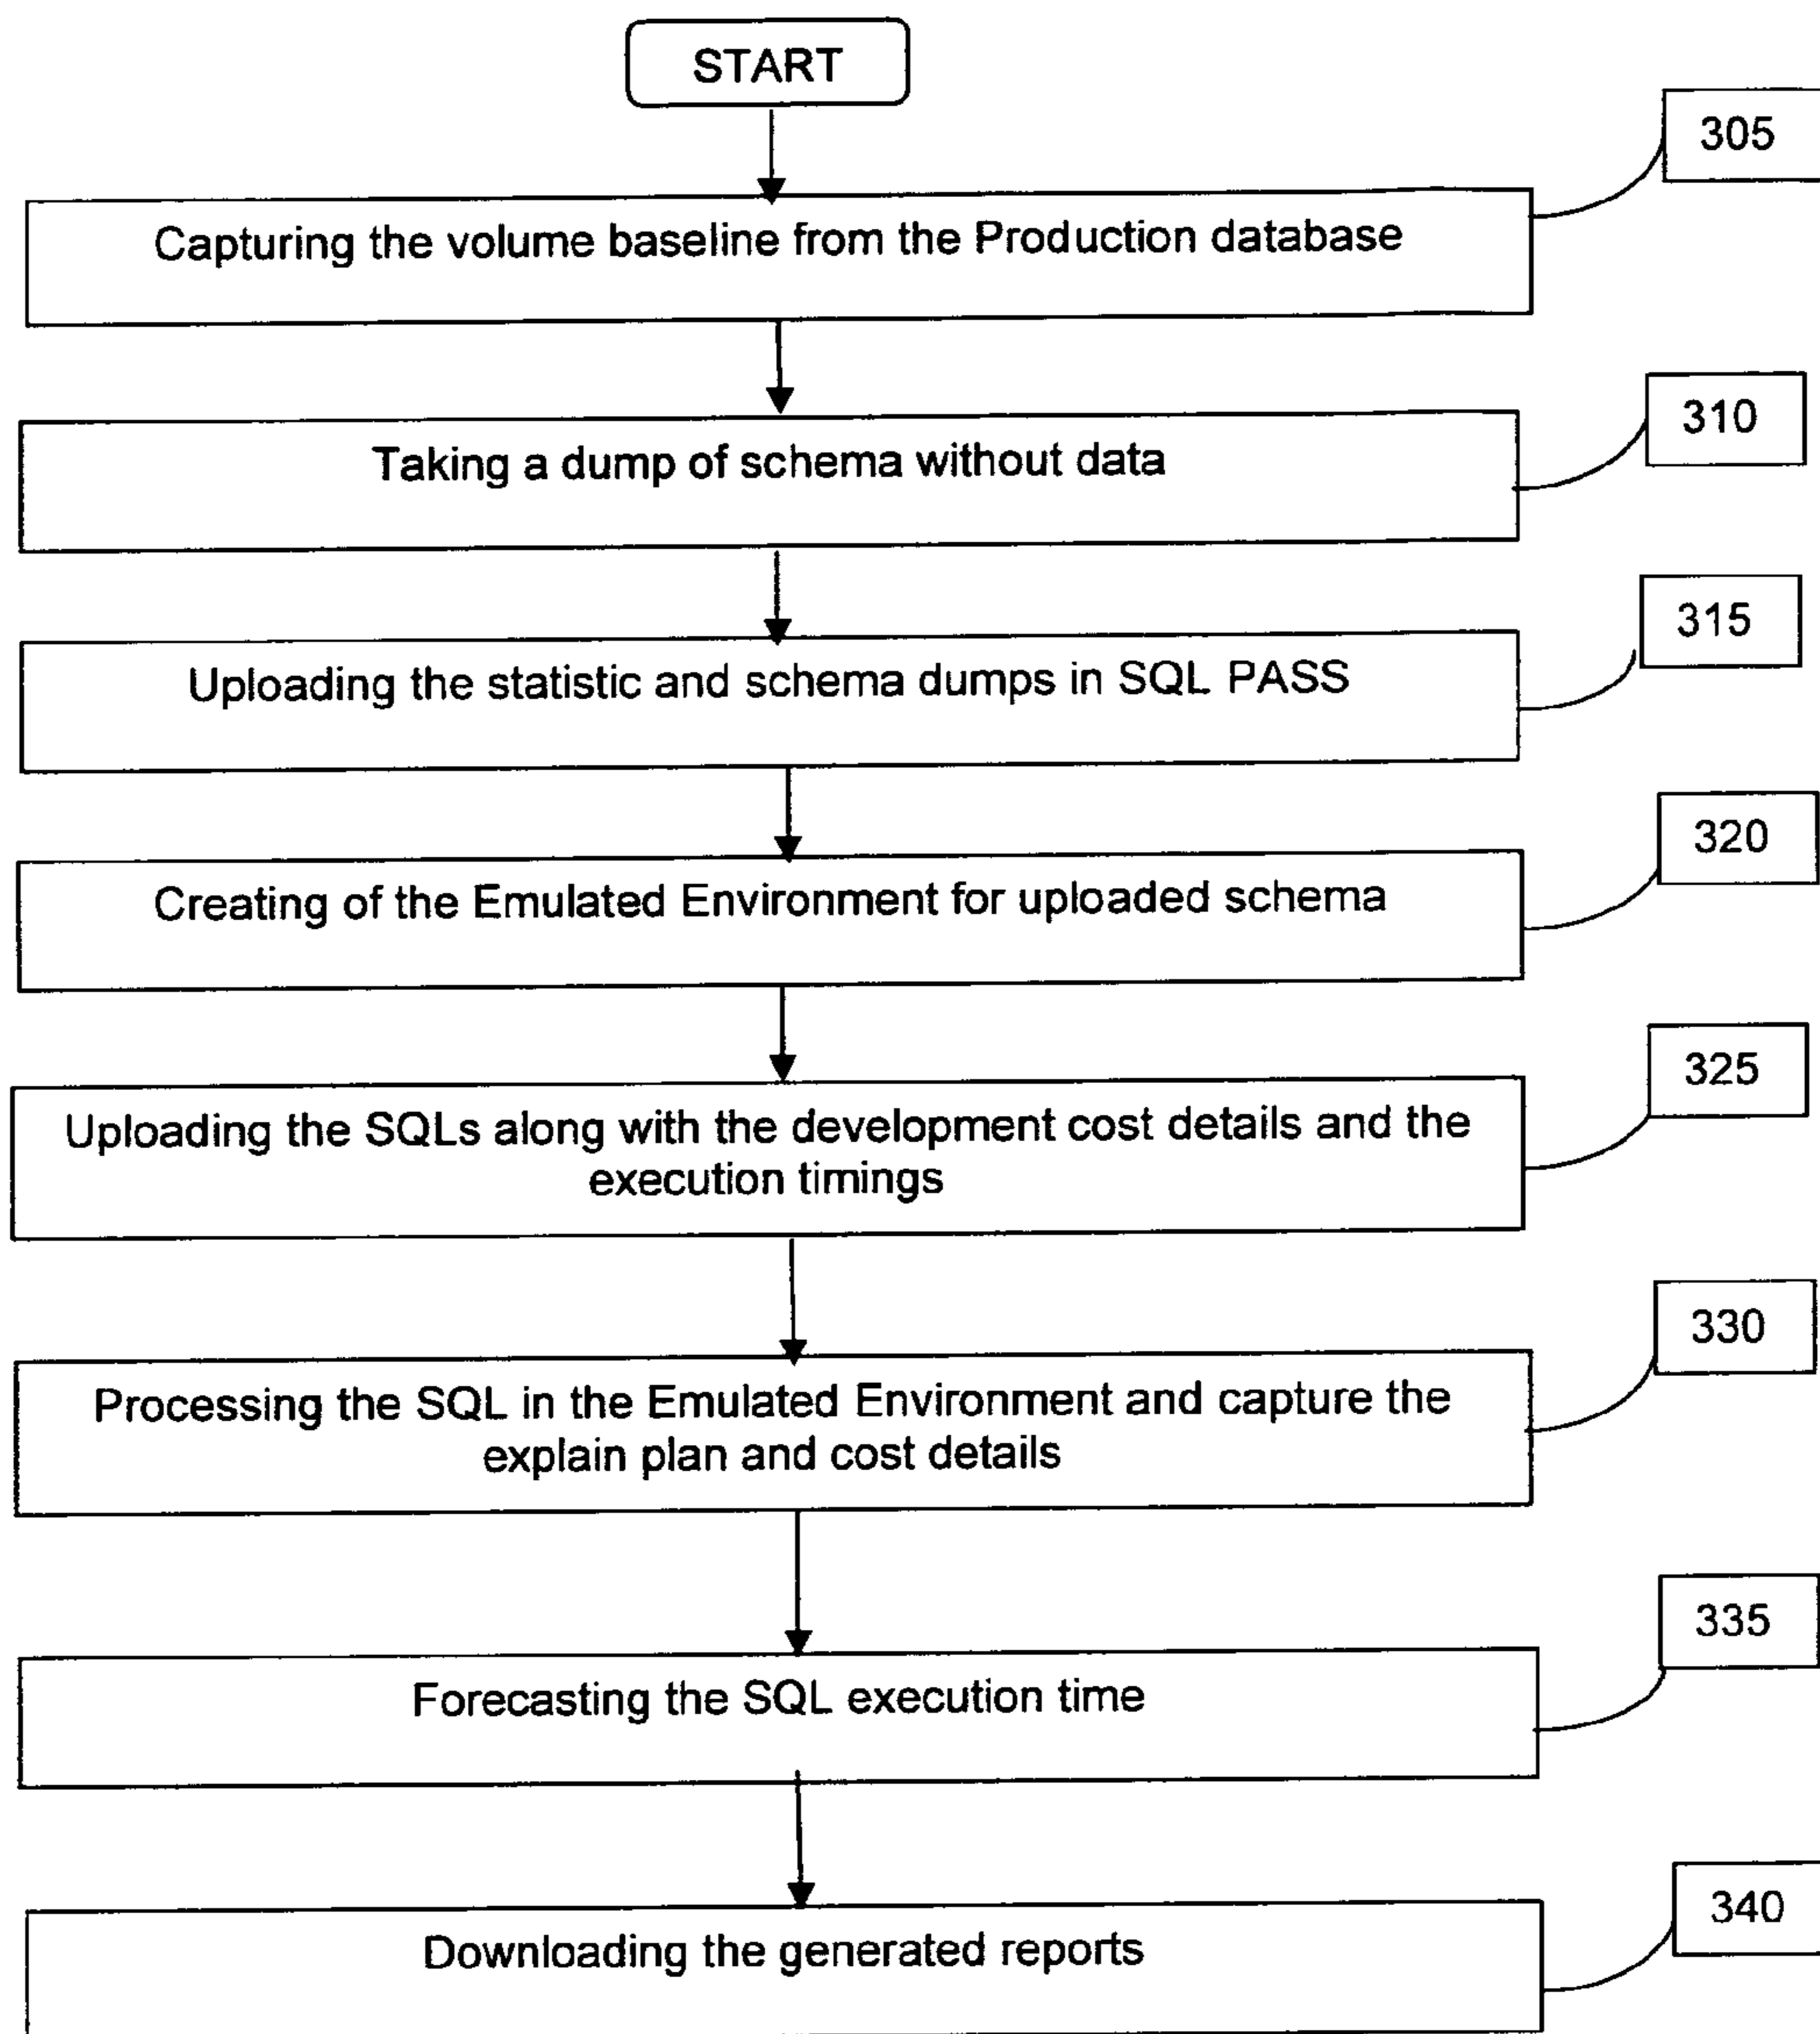 START
305
Capturing the volume baseline from the Production database
310
Taking a dump of schema without data
315
Uploading the statistic and schema dumps in SQL PASS
320
Creating of the Emulated Environment for uploaded schema
325
Uploading the SQLs along with the development cost details and the
execution timings
330
Processing the SQL in the Emulated Environment and capture the
explain plan and cost details
335
Forecasting the SQL execution time
340
Downloading the generated reports